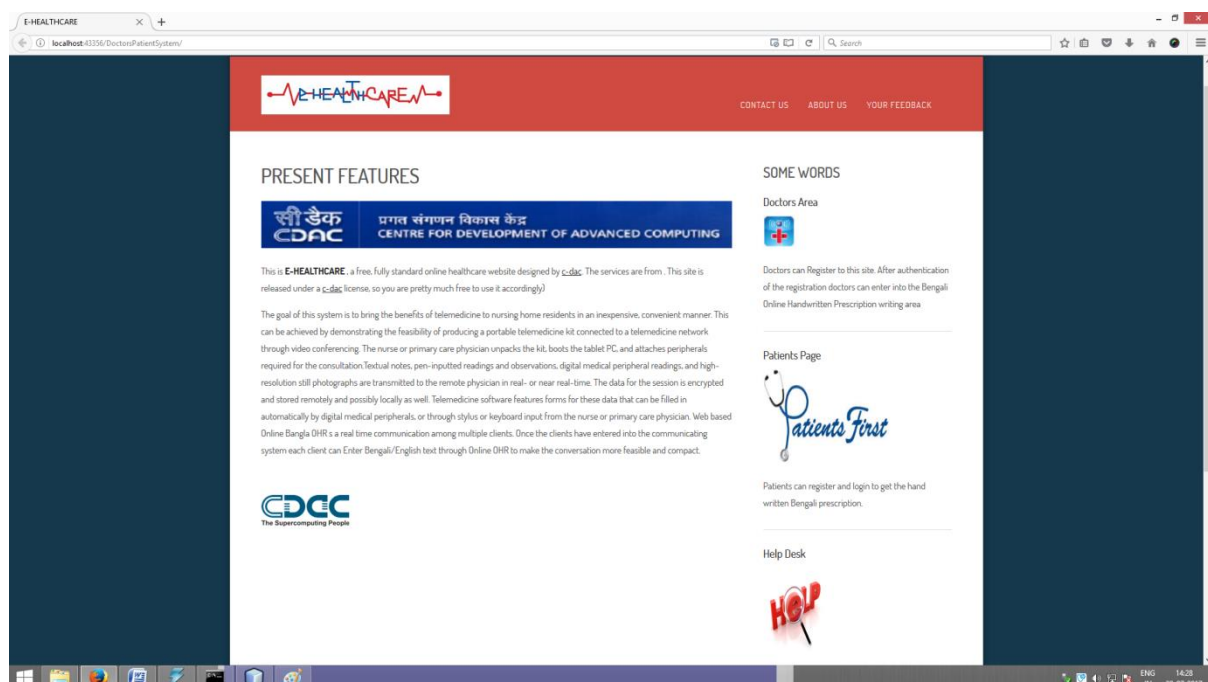 E-HEALTHCARE
localhost:43356/DoctorsPatientSystem/
Search
E-HEALTHCARE
CONTACT US ABOUT US YOUR FEEDBACK
PRESENT FEATURES
सी डैक
CDAC
प्रगत संगणन विकास केंद्र
CENTRE FOR DEVELOPMENT OF ADVANCED COMPUTING
This is E-HEALTHCARE , a free, fully standard online healthcare website designed by c-dac. The services are from . This site is
released under a c-dac license, so you are pretty much free to use it accordingly)
The goal of this system is to bring the benefits of telemedicine to nursing home residents in an inexpensive, convenient manner. This
can be achieved by demonstrating the feasibility of producing a portable telemedicine kit connected to a telemedicine network
through video conferencing. The nurse or primary care physician unpacks the kit, boots the tablet PC, and attaches peripherals
required for the consultation.Textual notes, pen-inputted readings and observations, digital medical peripheral readings, and high-
resolution still photographs are transmitted to the remote physician in real- or near real-time. The data for the session is encrypted
and stored remotely and possibly locally as well. Telemedicine software features forms for these data that can be filled in
automatically by digital medical peripherals, or through stylus or keyboard input from the nurse or primary care physician. Web based
Online Bangla OHR s a real time communication among multiple clients. Once the clients have entered into the communicating
system each client can Enter Bengali/English text through Online OHR to make the conversation more feasible and compact.
CDAC
The Supercomputing People
SOME WORDS
Doctors Area
Doctors can Register to this site. After authentication
of the registration doctors can enter into the Bengali
Online Handwritten Prescription writing area
Patients Page
Patients First
Patients can register and login to get the hand
written Bengali prescription.
Help Desk
HELP
ENG 14:28